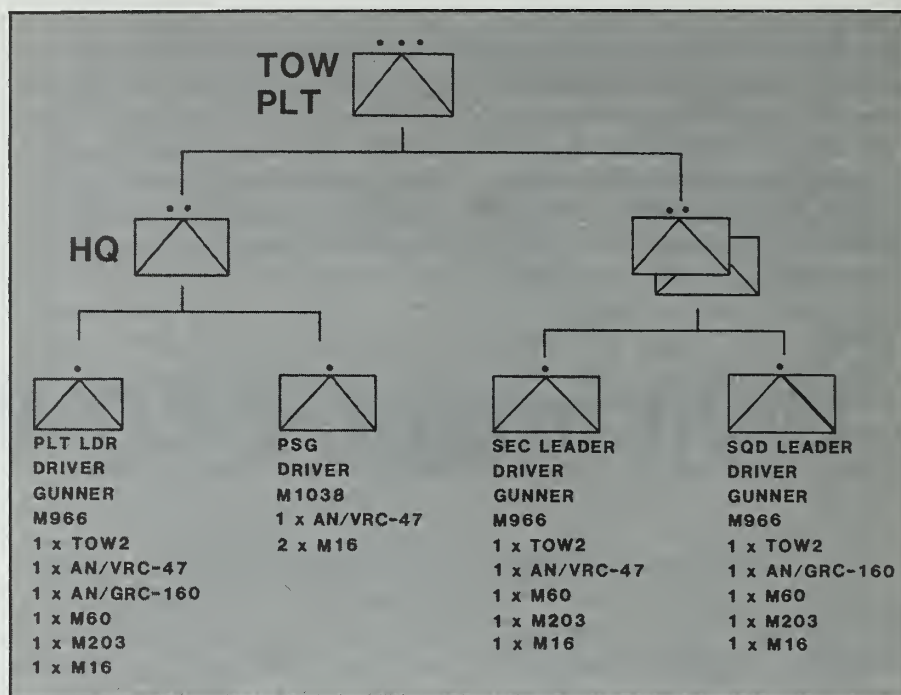 TOW
PLT
HQ
PLT LDR
DRIVER
GUNNER
M966
1 x TOW2
1 x AN/VRC-47
1 x AN/GRC-160
1 x M60
1 x M203
1 x M16
PSG
DRIVER
M1038
1 x AN/VRC-47
2 x M16
SEC LEADER
DRIVER
GUNNER
M966
1 x TOW2
1 x AN/VRC-47
1 x M60
1 x M203
1 x M16
SQD LEADER
DRIVER
GUNNER
M966
1 x TOW2
1 x AN/GRC-160
1 x M60
1 x M203
1 x M16